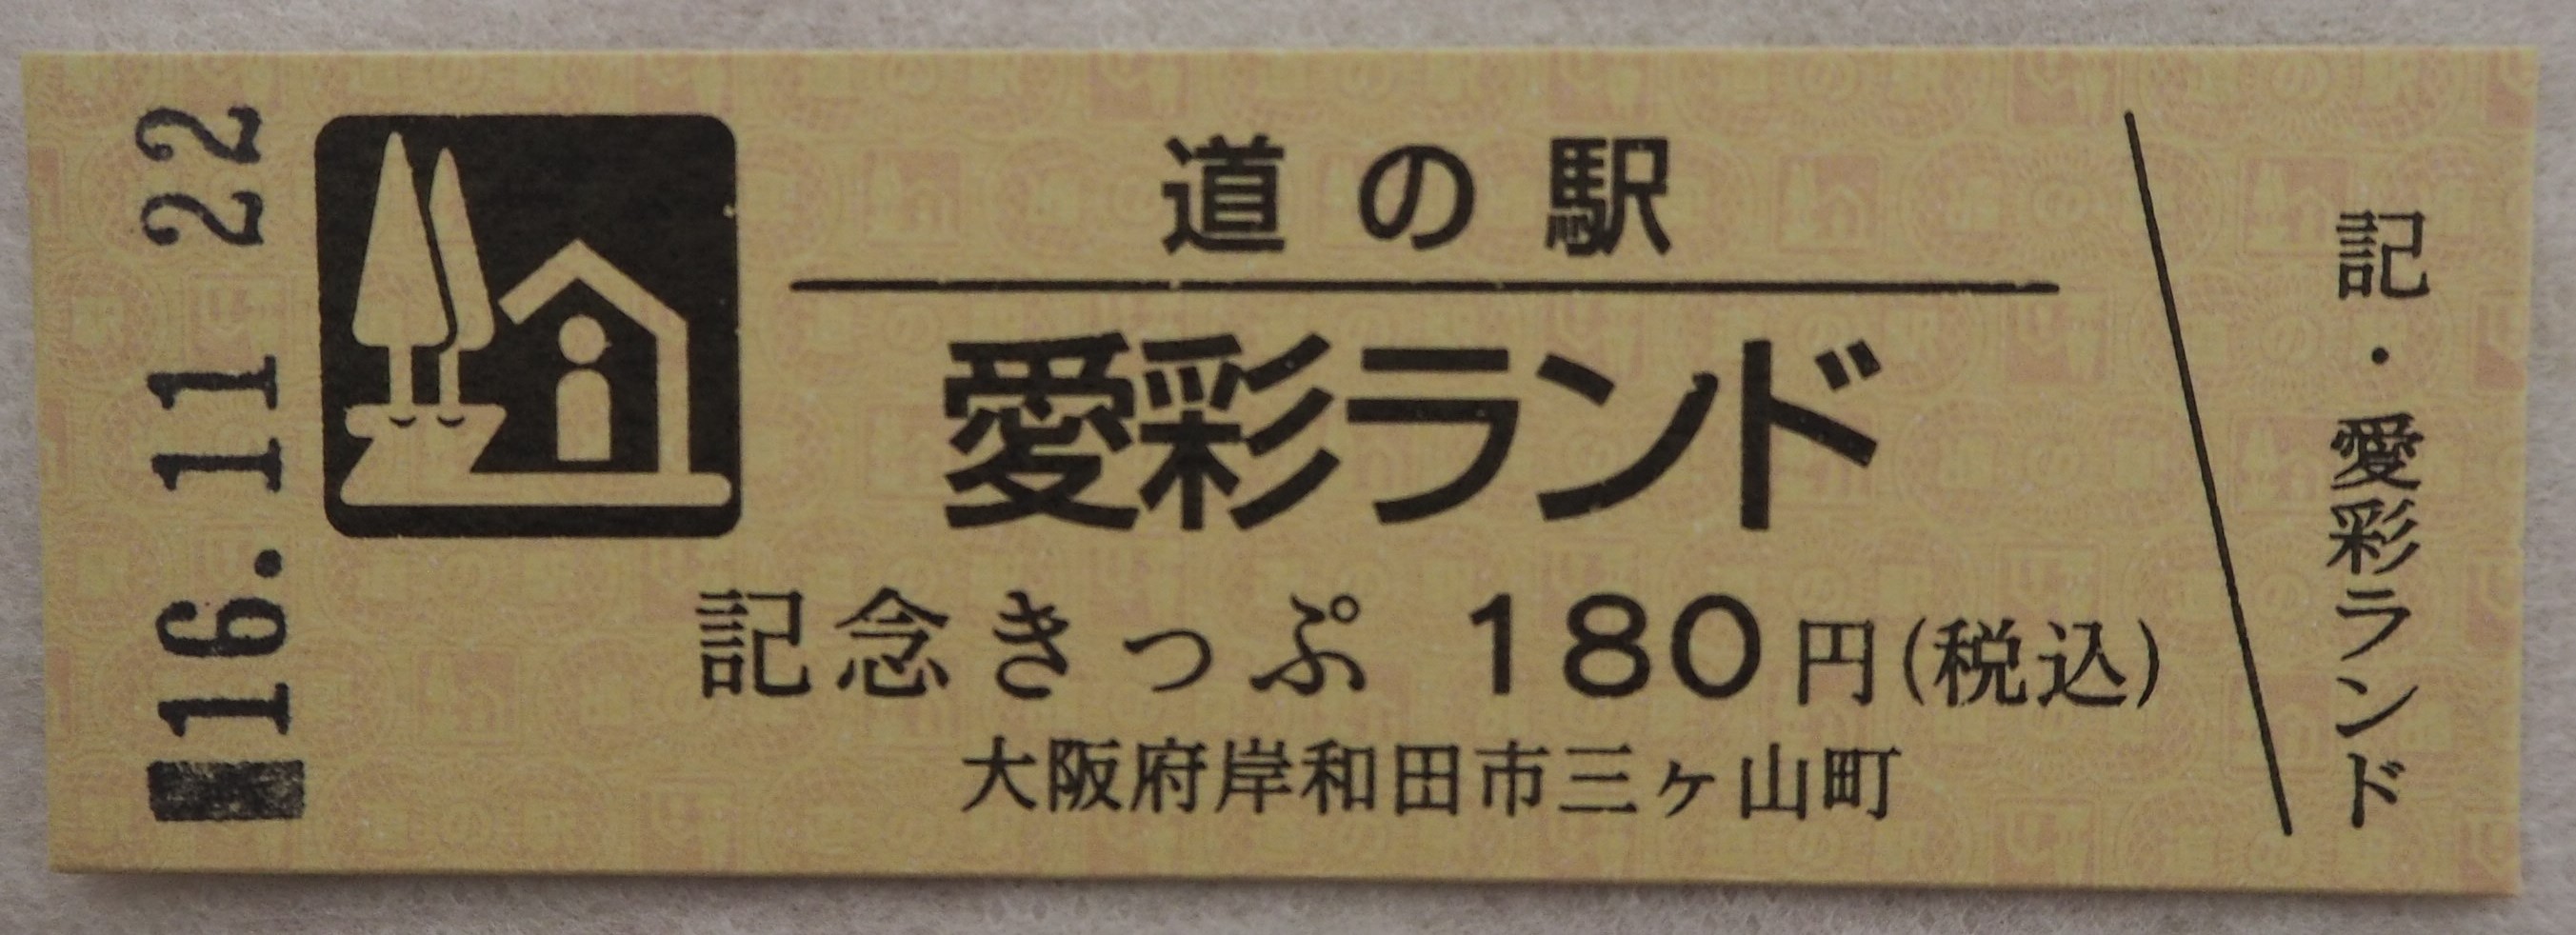 16.11 22
道の駅
愛彩ランド
記念きっぷ 180円(税込)
大阪府岸和田市三ヶ山町
記・愛彩ランド